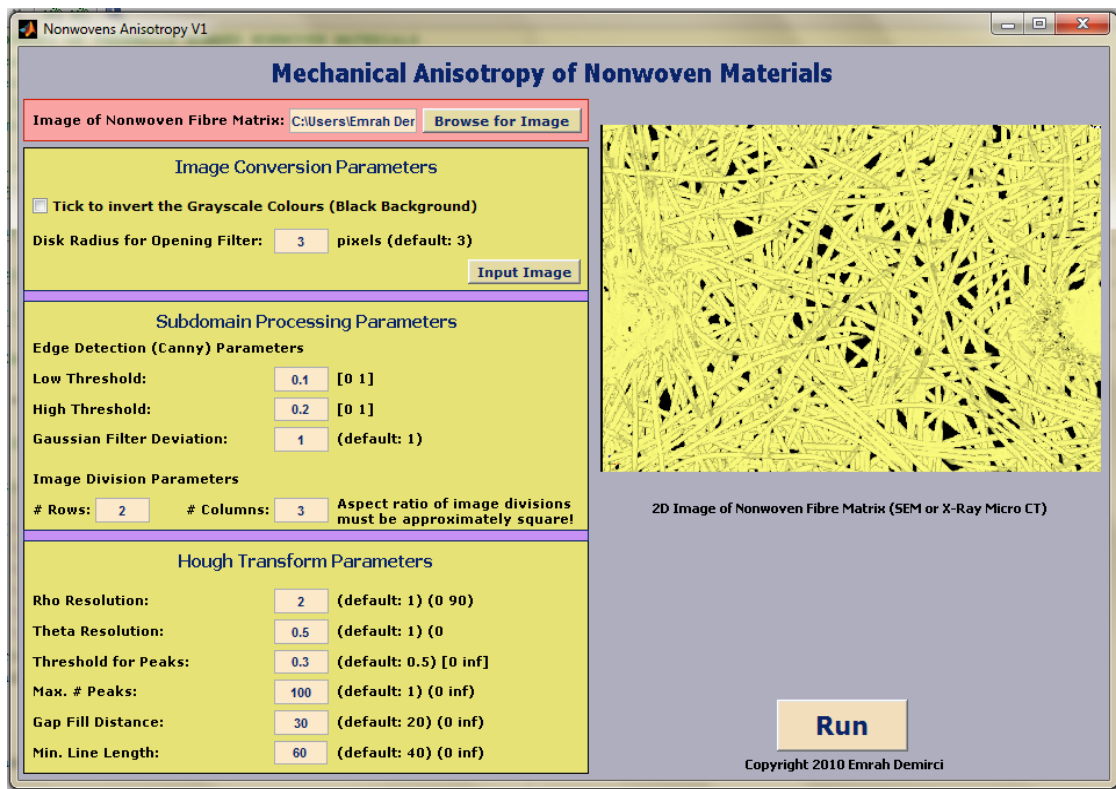 Nonwovens Anisotropy V1
Mechanical Anisotropy of Nonwoven Materials
Image of Nonwoven Fibre Matrix: C:\Users\Emrah Der Browse for Image
Image Conversion Parameters
Tick to invert the Grayscale Colours (Black Background)
Disk Radius for Opening Filter: 3 pixels (default: 3)
Input Image
Subdomain Processing Parameters
Edge Detection (Canny) Parameters
Low Threshold: 0.1 [0 1]
High Threshold: 0.2 [0 1]
Gaussian Filter Deviation: 1 (default: 1)
Image Division Parameters
# Rows: 2 # Columns: 3 Aspect ratio of image divisions
must be approximately square!
Hough Transform Parameters
Rho Resolution: 2 (default: 1) (0 90)
Theta Resolution: 0.5 (default: 1) (0
Threshold for Peaks: 0.3 (default: 0.5) [0 inf]
Max. # Peaks: 100 (default: 1) (0 inf)
Gap Fill Distance: 30 (default: 20) (0 inf)
Min. Line Length: 60 (default: 40) (0 inf)
2D Image of Nonwoven Fibre Matrix (SEM or X-Ray Micro CT)
Run
Copyright 2010 Emrah Demirci